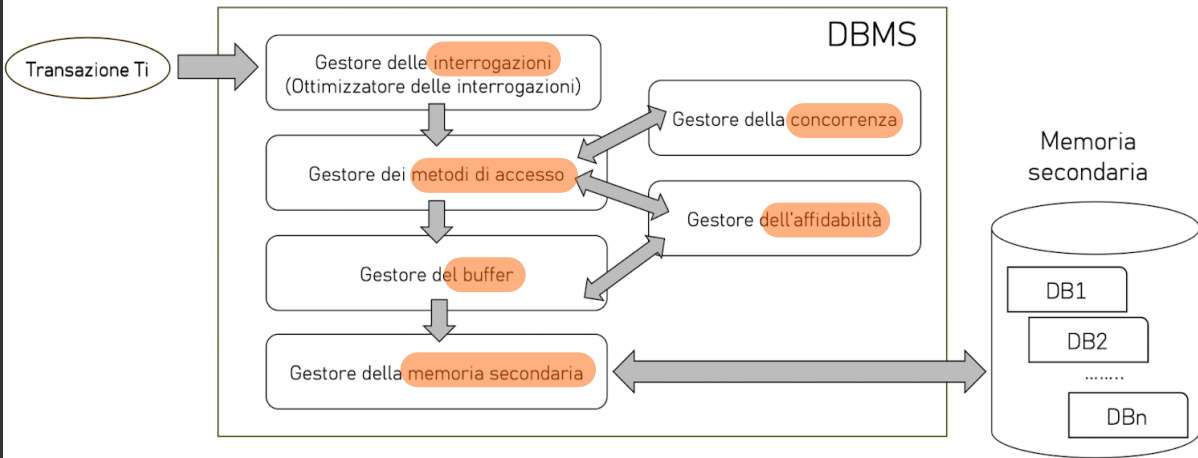 DBMS
Transazione Ti
Gestore delle interrogazioni
(Ottimizzatore delle interrogazioni)
Gestore della concorrenza
Gestore dei metodi di accesso
Gestore dell'affidabilità
Gestore del buffer
Gestore della memoria secondaria
Memoria
secondaria
DB1
DB2
........
DBn